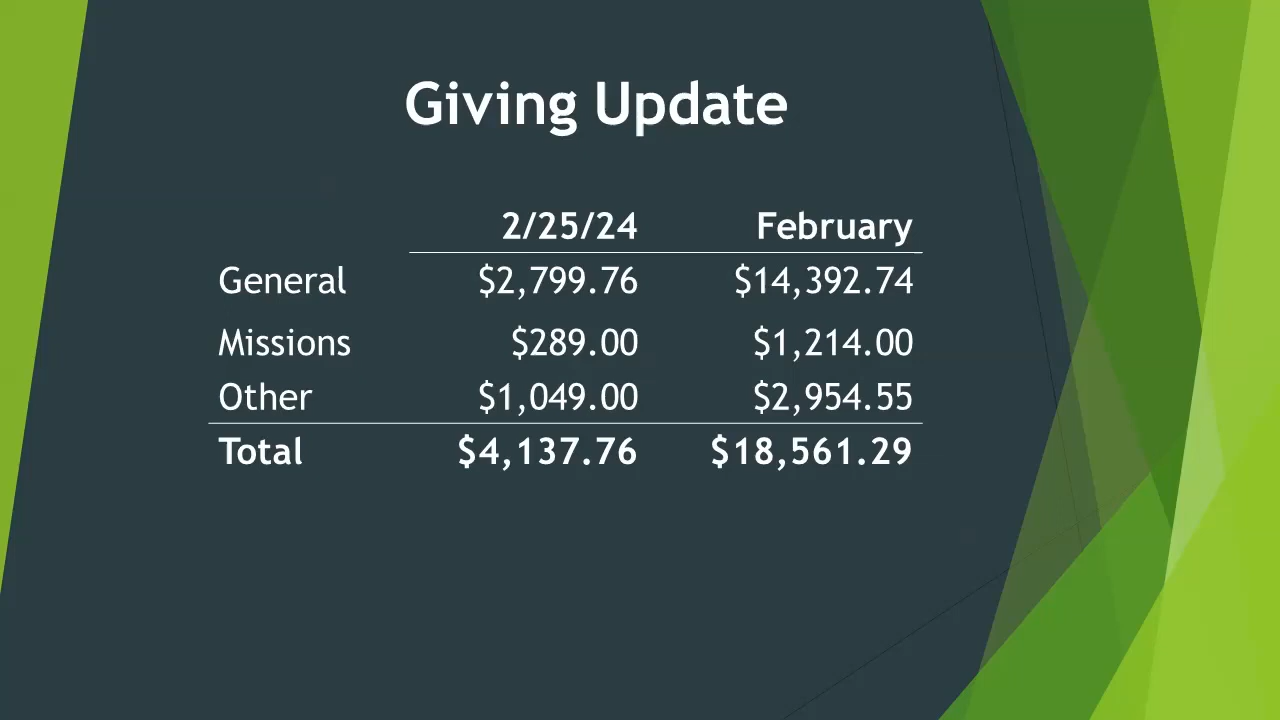 Giving Update
2/25/24 February
General $2,799.76 $14,392.74
Missions $289.00 $1,214.00
Other $1,049.00 $2,954.55
Total $4,137.76 $18,561.29